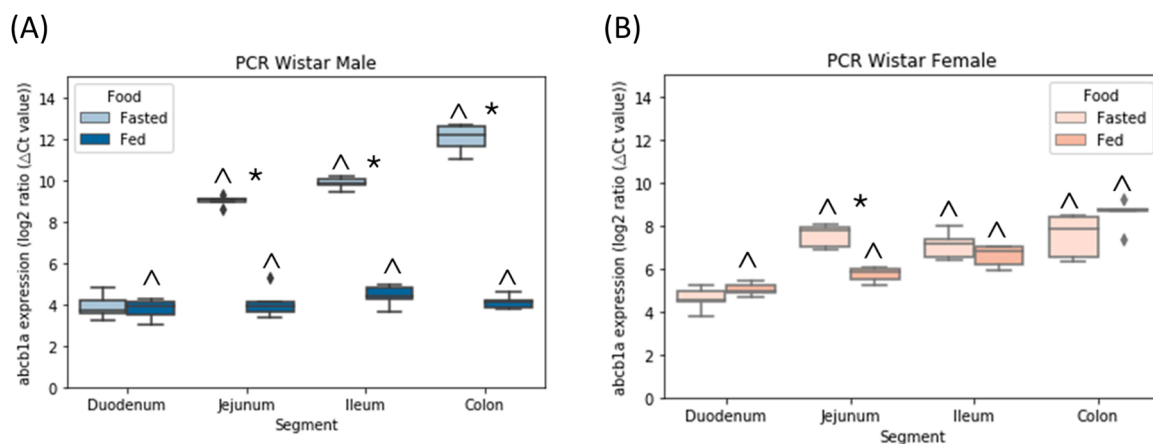 (A)
PCR Wistar Male
abcb1a expression (log2 ratio (△Ct value))
14
12
10
8
6
4
2
0
Food
Fasted
Fed
^ *
^ *
^ *
^
^
^
^
Duodenum Jejunum Ileum Colon
Segment
(B)
PCR Wistar Female
abcb1a expression (log2 ratio (△Ct value))
14
12
10
8
6
4
2
0
Food
Fasted
Fed
^ *
^
^
^
^
^
^
Duodenum Jejunum Ileum Colon
Segment